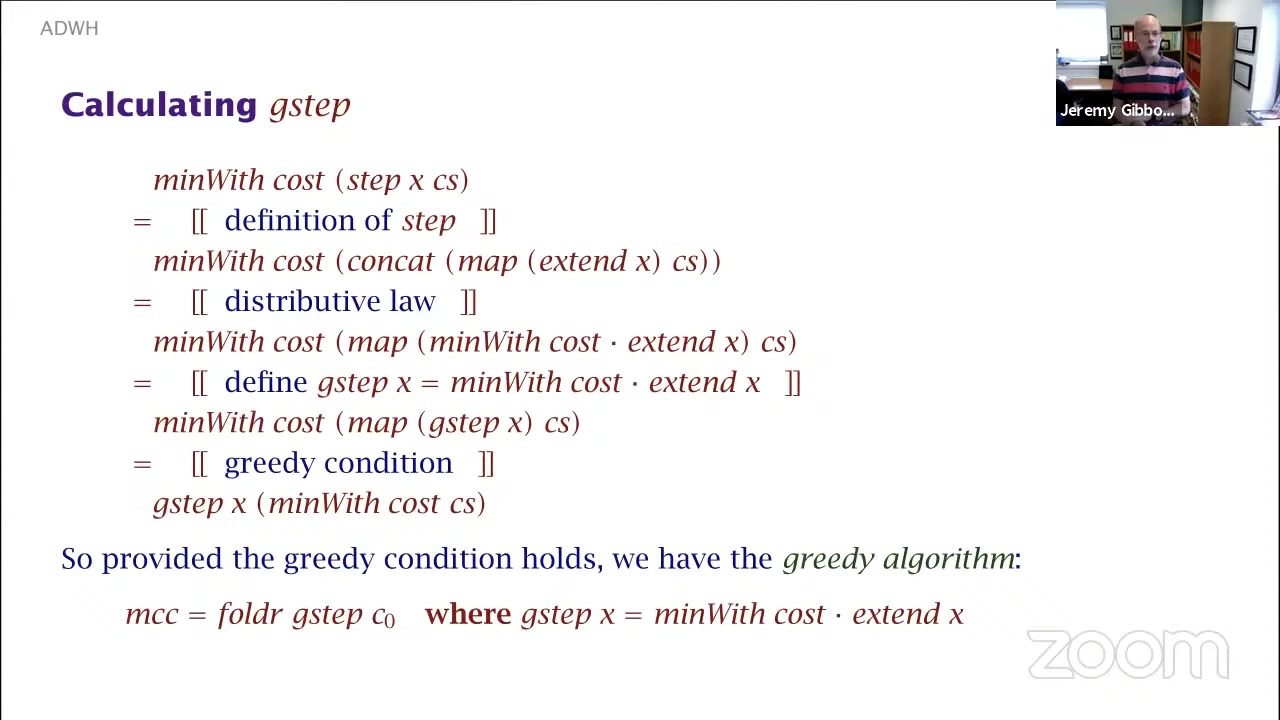 ADWH
Jeremy Gibbo...
Calculating gstep
minWith cost (step x cs)
= [[ definition of step ]]
minWith cost (concat (map (extend x) cs))
= [[ distributive law ]]
minWith cost (map (minWith cost · extend x) cs)
= [[ define gstep x = minWith cost · extend x ]]
minWith cost (map (gstep x) cs)
= [[ greedy condition ]]
gstep x (minWith cost cs)
So provided the greedy condition holds, we have the greedy algorithm:
mcc = foldr gstep c₀ where gstep x = minWith cost · extend x
zoom